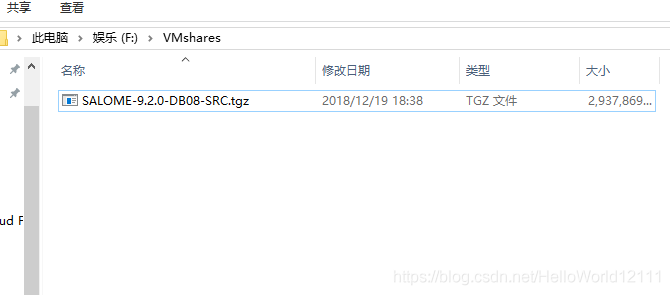 共享 查看
此电脑 > 娱乐 (F:) > VMshares
名称 修改日期 类型 大小
SALOME-9.2.0-DB08-SRC.tgz 2018/12/19 18:38 TGZ 文件 2,937,869...
ud F
https://blog.csdn.net/HelloWorld12111